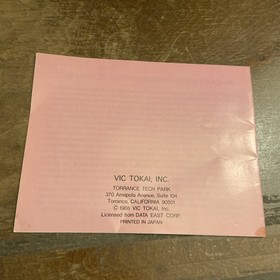 VIC TOKAI, INC.
TORRANCE TECH PARK
370 Amapola Avenue, Suite 104
Torrance, CALIFORNIA 90501
© 1988 VIC TOKAI, Inc.
Licensed from DATA EAST CORP.
PRINTED IN JAPAN